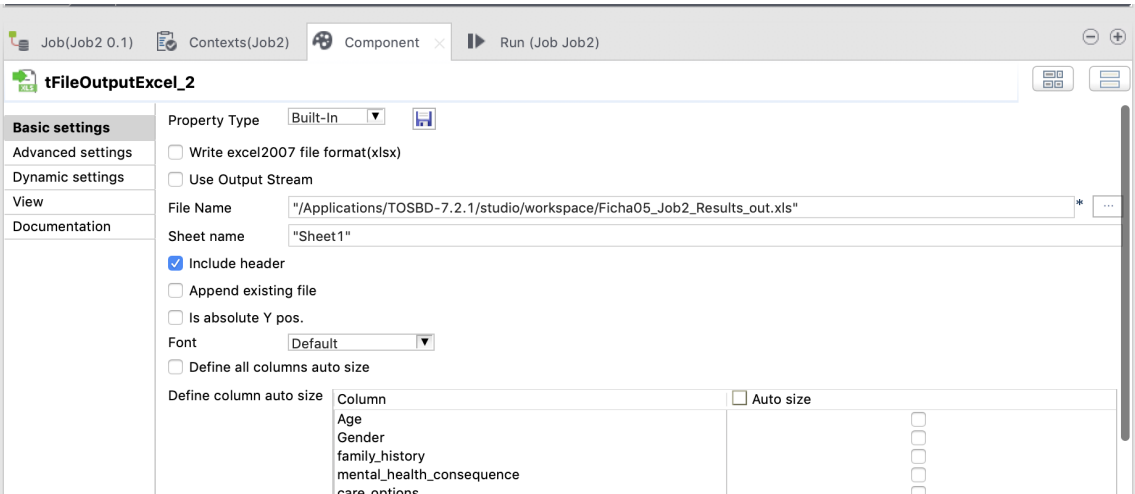 Job(Job2 0.1) Contexts(Job2) Component Run (Job Job2)
XLS tFileOutputExcel_2
Basic settings
Advanced settings
Dynamic settings
View
Documentation
Property Type Built-In
Write excel2007 file format(xlsx)
Use Output Stream
File Name "/Applications/TOSBD-7.2.1/studio/workspace/Ficha05_Job2_Results_out.xls" * ...
Sheet name "Sheet1"
Include header
Append existing file
Is absolute Y pos.
Font Default
Define all columns auto size
Define column auto size Column Auto size
Age
Gender
family_history
mental_health_consequence
care_options